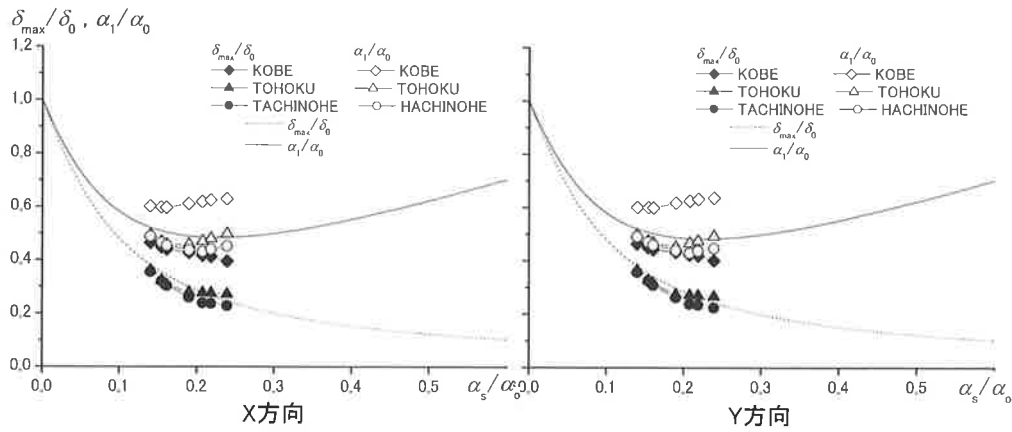 δmax/δ0 , α1/α0
1.2
1.0
0.8
0.6
0.4
0.2
0.0
δmax/δ0 α1/α0
KOBE KOBE
TOHOKU TOHOKU
TACHINOHE HACHINOHE
δmax/δ0
α1/α0
0.0 0.1 0.2 0.3 0.4 0.5 αs/αo
X方向
δmax/δ0 α1/α0
KOBE KOBE
TOHOKU TOHOKU
TACHINOHE HACHINOHE
δmax/δ0
α1/α0
0.0 0.1 0.2 0.3 0.4 0.5 αs/αo
Y方向